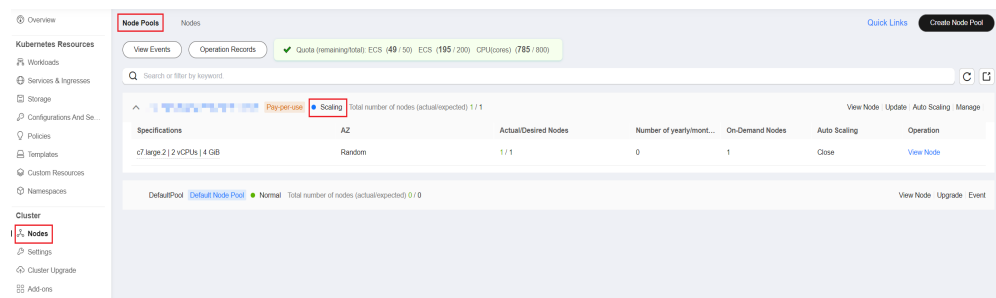 Overview
Kubernetes Resources
Workloads
Services & Ingresses
Storage
Configurations And Se...
Policies
Templates
Custom Resources
Namespaces
Cluster
Nodes
Settings
Cluster Upgrade
Add-ons
Node Pools Nodes Quick Links Create Node Pool
View Events Operation Records Quota (remaining/total): ECS (49 / 50) ECS (195 / 200) CPU(cores) (785 / 800)
Search or filter by keyword.
Pay-per-use Scaling Total number of nodes (actual/expected) 1 / 1 View Node Update Auto Scaling Manage
Specifications AZ Actual/Desired Nodes Number of yearly/mont... On-Demand Nodes Auto Scaling Operation
c7.large.2 | 2 vCPUs | 4 GiB Random 1 / 1 0 1 Close View Node
DefaultPool Default Node Pool Normal Total number of nodes (actual/expected) 0 / 0 View Node Upgrade Event